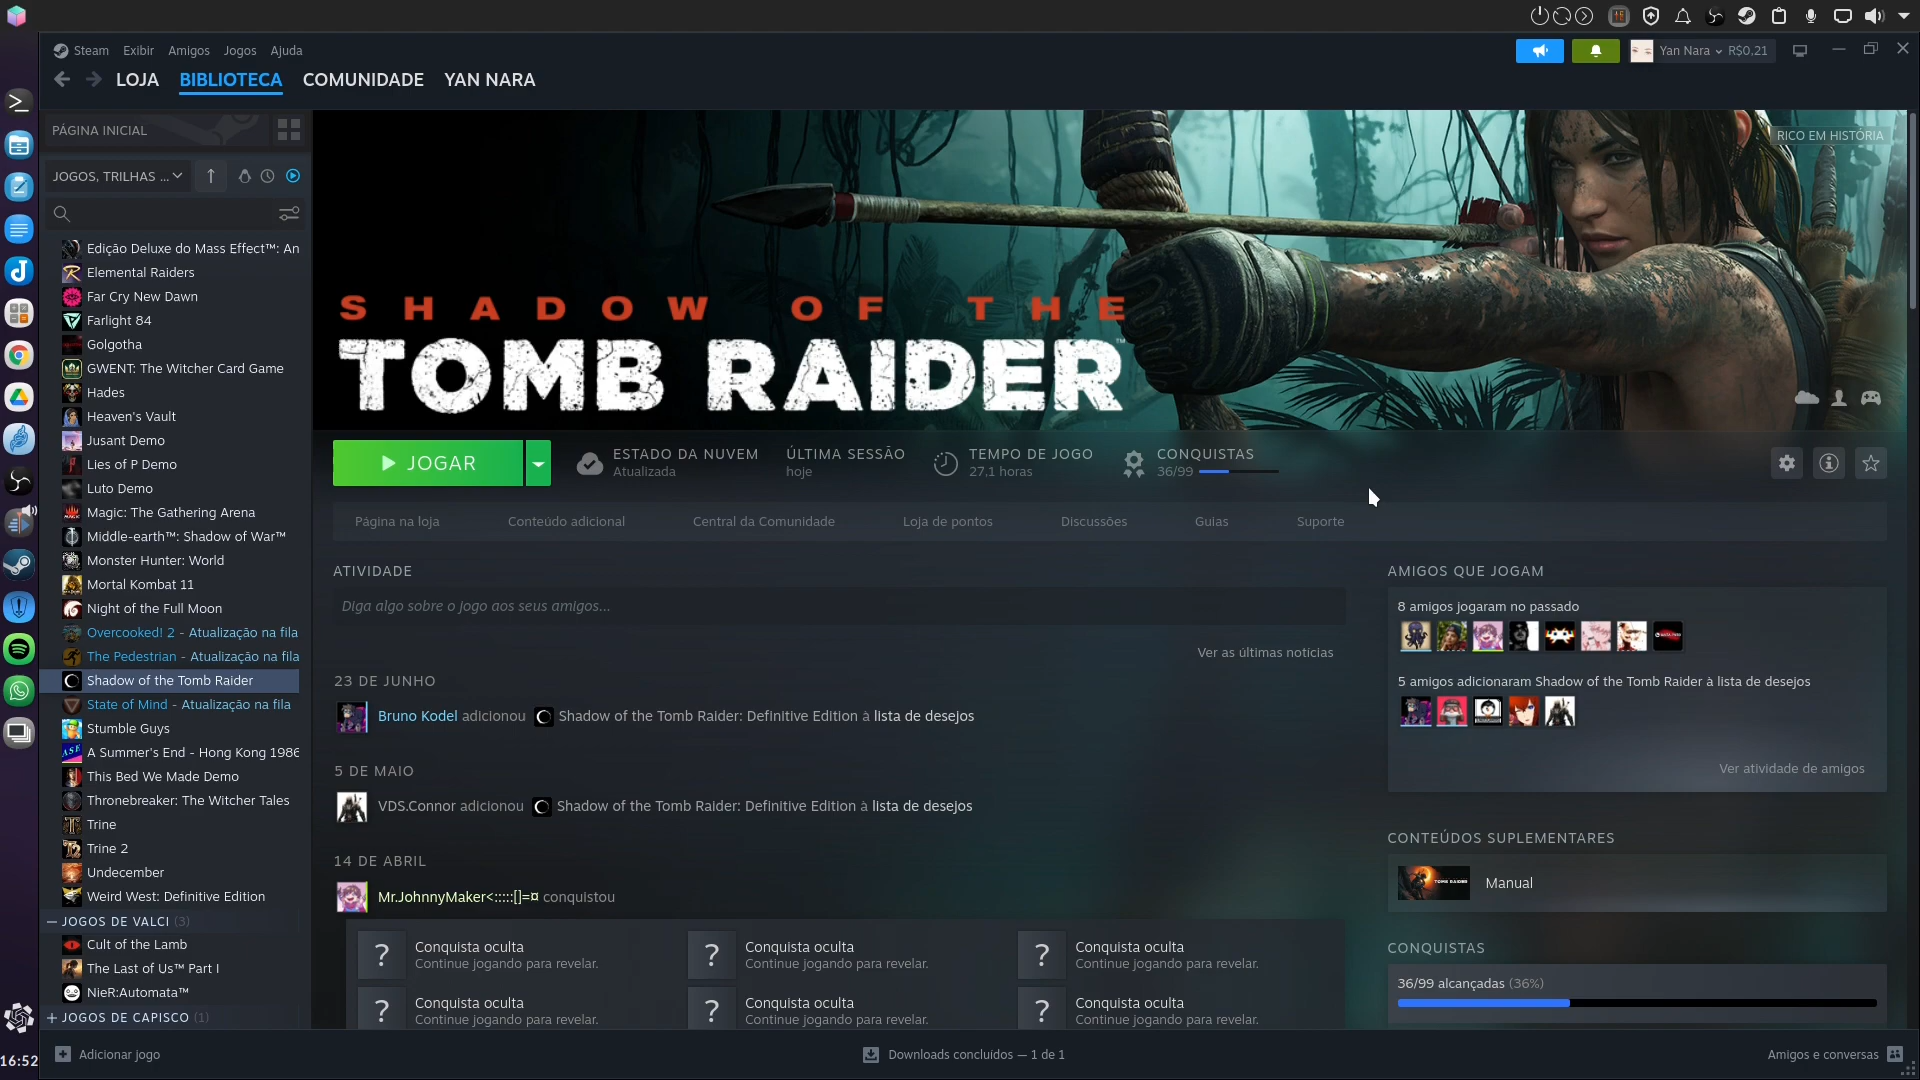 Steam Exibir Amigos Jogos Ajuda
Yan Nara R$0,21
LOJA BIBLIOTECA COMUNIDADE YAN NARA
PÁGINA INICIAL
JOGOS, TRILHAS ...
Edição Deluxe do Mass Effect™: An
Elemental Raiders
Far Cry New Dawn
Farlight 84
Golgotha
GWENT: The Witcher Card Game
Hades
Heaven's Vault
Jusant Demo
Lies of P Demo
Luto Demo
Magic: The Gathering Arena
Middle-earth™: Shadow of War™
Monster Hunter: World
Mortal Kombat 11
Night of the Full Moon
Overcooked! 2 - Atualização na fila
The Pedestrian - Atualização na fila
Shadow of the Tomb Raider
State of Mind - Atualização na fila
Stumble Guys
A Summer's End - Hong Kong 1986
This Bed We Made Demo
Thronebreaker: The Witcher Tales
Trine
Trine 2
Undecember
Weird West: Definitive Edition
JOGOS DE VALCI (3)
Cult of the Lamb
The Last of Us™ Part I
NieR:Automata™
JOGOS DE CAPISCO (1)
16:52
RICO EM HISTÓRIA
SHADOW OF THE
TOMB RAIDER™
JOGAR
ESTADO DA NUVEM
Atualizada
ÚLTIMA SESSÃO
hoje
TEMPO DE JOGO
27,1 horas
CONQUISTAS
36/99
Página na loja Conteúdo adicional Central da Comunidade Loja de pontos Discussões Guias Suporte
ATIVIDADE
Diga algo sobre o jogo aos seus amigos...
Ver as últimas notícias
23 DE JUNHO
Bruno Kodel adicionou Shadow of the Tomb Raider: Definitive Edition à lista de desejos
5 DE MAIO
VDS.Connor adicionou Shadow of the Tomb Raider: Definitive Edition à lista de desejos
14 DE ABRIL
Mr.JohnnyMaker<:::::[]=¤ conquistou
? Conquista oculta
Continue jogando para revelar.
? Conquista oculta
Continue jogando para revelar.
? Conquista oculta
Continue jogando para revelar.
? Conquista oculta
Continue jogando para revelar.
? Conquista oculta
Continue jogando para revelar.
? Conquista oculta
Continue jogando para revelar.
AMIGOS QUE JOGAM
8 amigos jogaram no passado
5 amigos adicionaram Shadow of the Tomb Raider à lista de desejos
Ver atividade de amigos
CONTEÚDOS SUPLEMENTARES
TOMB RAIDER
Manual
CONQUISTAS
36/99 alcançadas (36%)
Adicionar jogo
Downloads concluídos — 1 de 1
Amigos e conversas